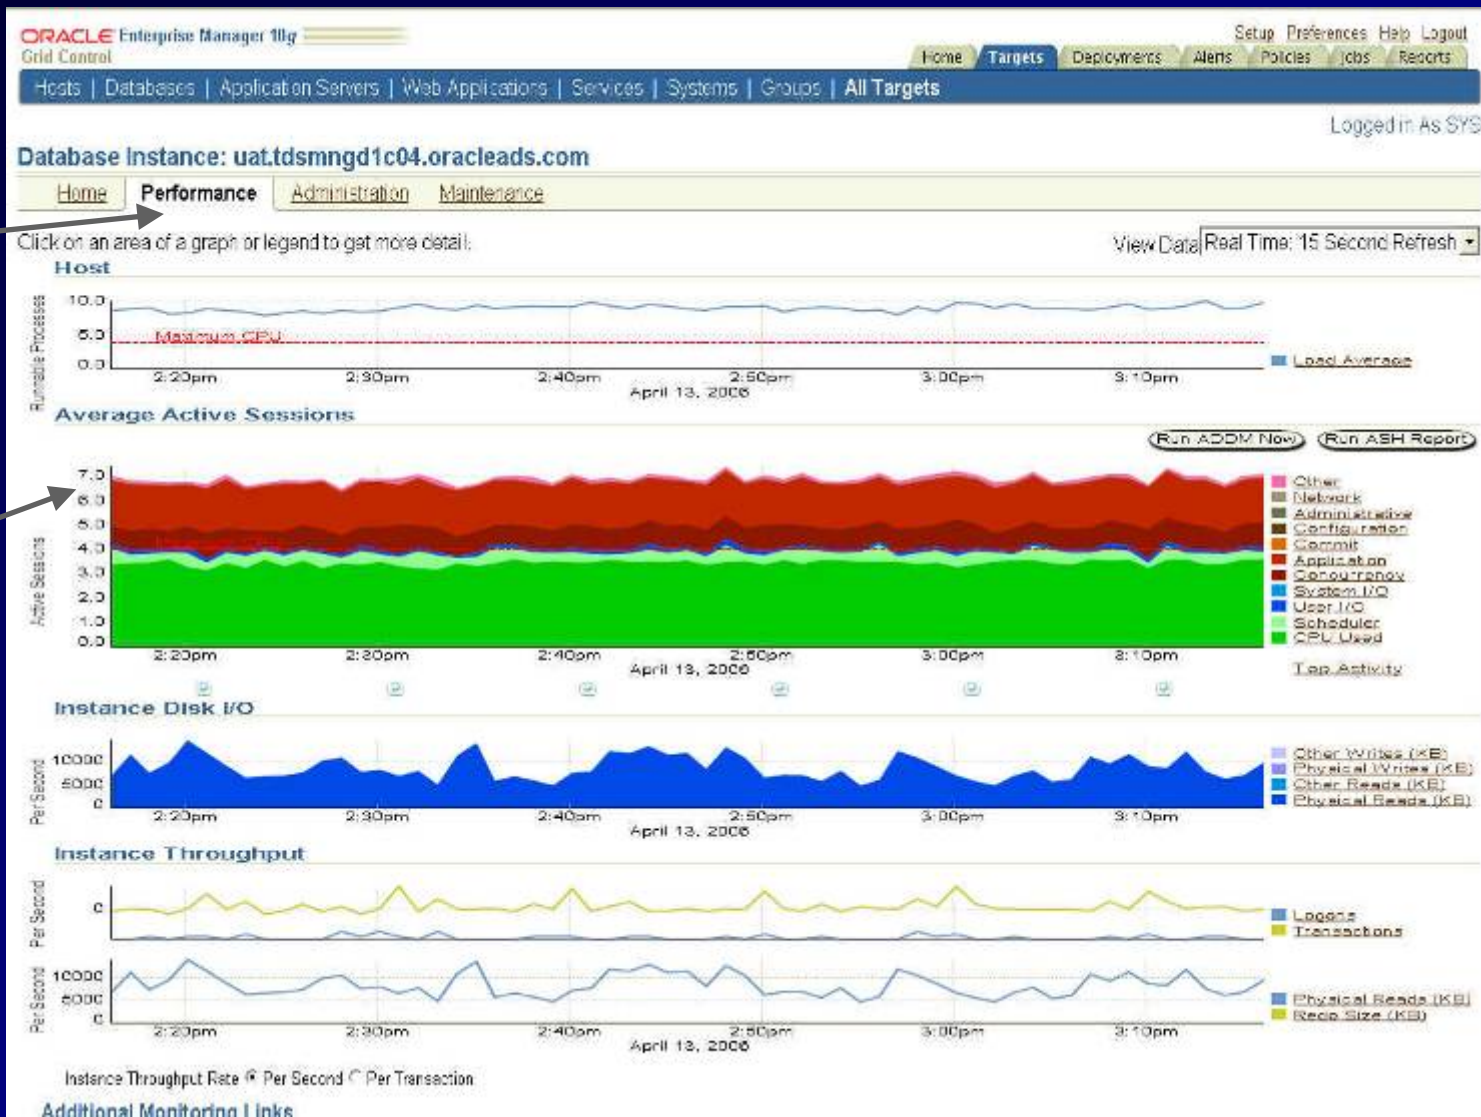 ORACLE Enterprise Manager 10g
Grid Control
Setup Preferences Help Logout
Home Targets Deployments Alerts Policies Jobs Reports
Hosts | Databases | Application Servers | Web Applications | Services | Systems | Groups | All Targets
Logged in As SYS
Database Instance: uat.tdsmngd1c04.oracleads.com
Home Performance Administration Maintenance
Click on an area of a graph or legend to get more detail.
View Data Real Time: 15 Second Refresh
Host
Runnable Processes
10.0
5.0
0.0
Maximum CPU
2:20pm 2:30pm 2:40pm 2:50pm 3:00pm 3:10pm
April 13, 2006
Load Average
Average Active Sessions
Run ADDM Now Run ASH Report
Active Sessions
7.0
6.0
5.0
4.0
3.0
2.0
1.0
0.0
Other
Network
Administrative
Configuration
Commit
Application
Concurrency
System I/O
User I/O
Scheduler
CPU Used
2:20pm 2:30pm 2:40pm 2:50pm 3:00pm 3:10pm
April 13, 2006
Top Activity
Instance Disk I/O
Per Second
10000
5000
0
Other Writes (KB)
Physical Writes (KB)
Other Reads (KB)
Physical Reads (KB)
2:20pm 2:30pm 2:40pm 2:50pm 3:00pm 3:10pm
April 13, 2006
Instance Throughput
Per Second
0
Logons
Transactions
Per Second
10000
5000
0
Physical Reads (KB)
Redo Size (KB)
2:20pm 2:30pm 2:40pm 2:50pm 3:00pm 3:10pm
April 13, 2006
Instance Throughput Rate Per Second Per Transaction
Additional Monitoring Links